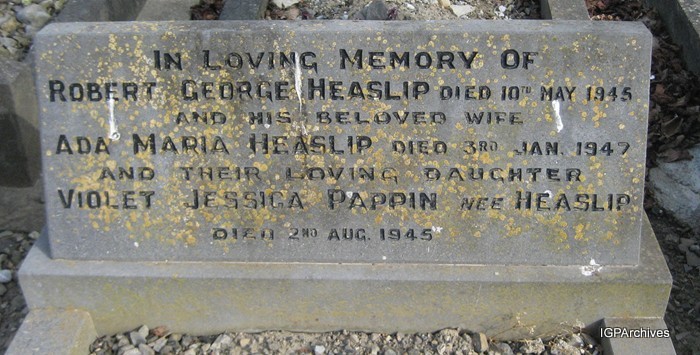 IN LOVING MEMORY OF
ROBERT GEORGE HEASLIP DIED 10TH MAY 1945
AND HIS BELOVED WIFE
ADA MARIA HEASLIP DIED 3RD JAN. 1947
AND THEIR LOVING DAUGHTER
VIOLET JESSICA PAPPIN NEE HEASLIP
DIED 2ND AUG. 1945
IGPArchives